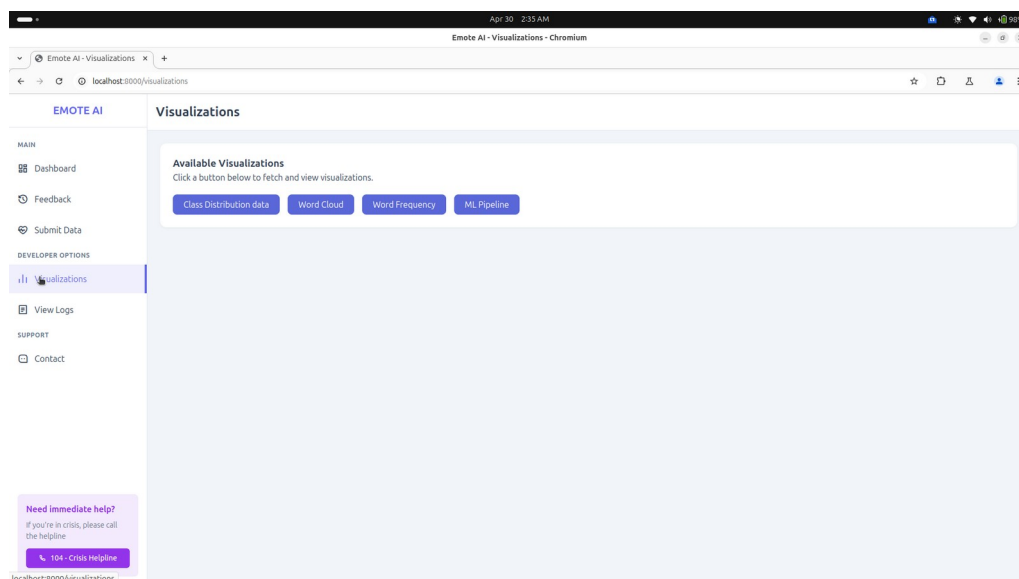 Apr 30 2:35 AM
98%
Emote AI - Visualizations - Chromium
Emote AI - Visualizations
localhost:8000/visualizations
EMOTE AI
Visualizations
MAIN
Dashboard
Feedback
Submit Data
DEVELOPER OPTIONS
Visualizations
View Logs
SUPPORT
Contact
Available Visualizations
Click a button below to fetch and view visualizations.
Class Distribution data
Word Cloud
Word Frequency
ML Pipeline
Need immediate help?
If you're in crisis, please call
the helpline
104 - Crisis Helpline
localhost:8000/visualizations